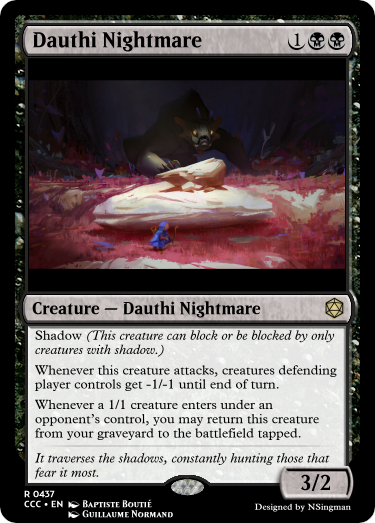 Dauthi Nightmare 1
Creature — Dauthi Nightmare
Shadow (This creature can block or be blocked by only
creatures with shadow.)
Whenever this creature attacks, creatures defending
player controls get -1/-1 until end of turn.
Whenever a 1/1 creature enters under an
opponent's control, you may return this creature
from your graveyard to the battlefield tapped.
It traverses the shadows, constantly hunting those that
fear it most.
3/2
R 0437
CCC • EN Baptiste Boutié
Guillaume Normand
Designed by NSingman